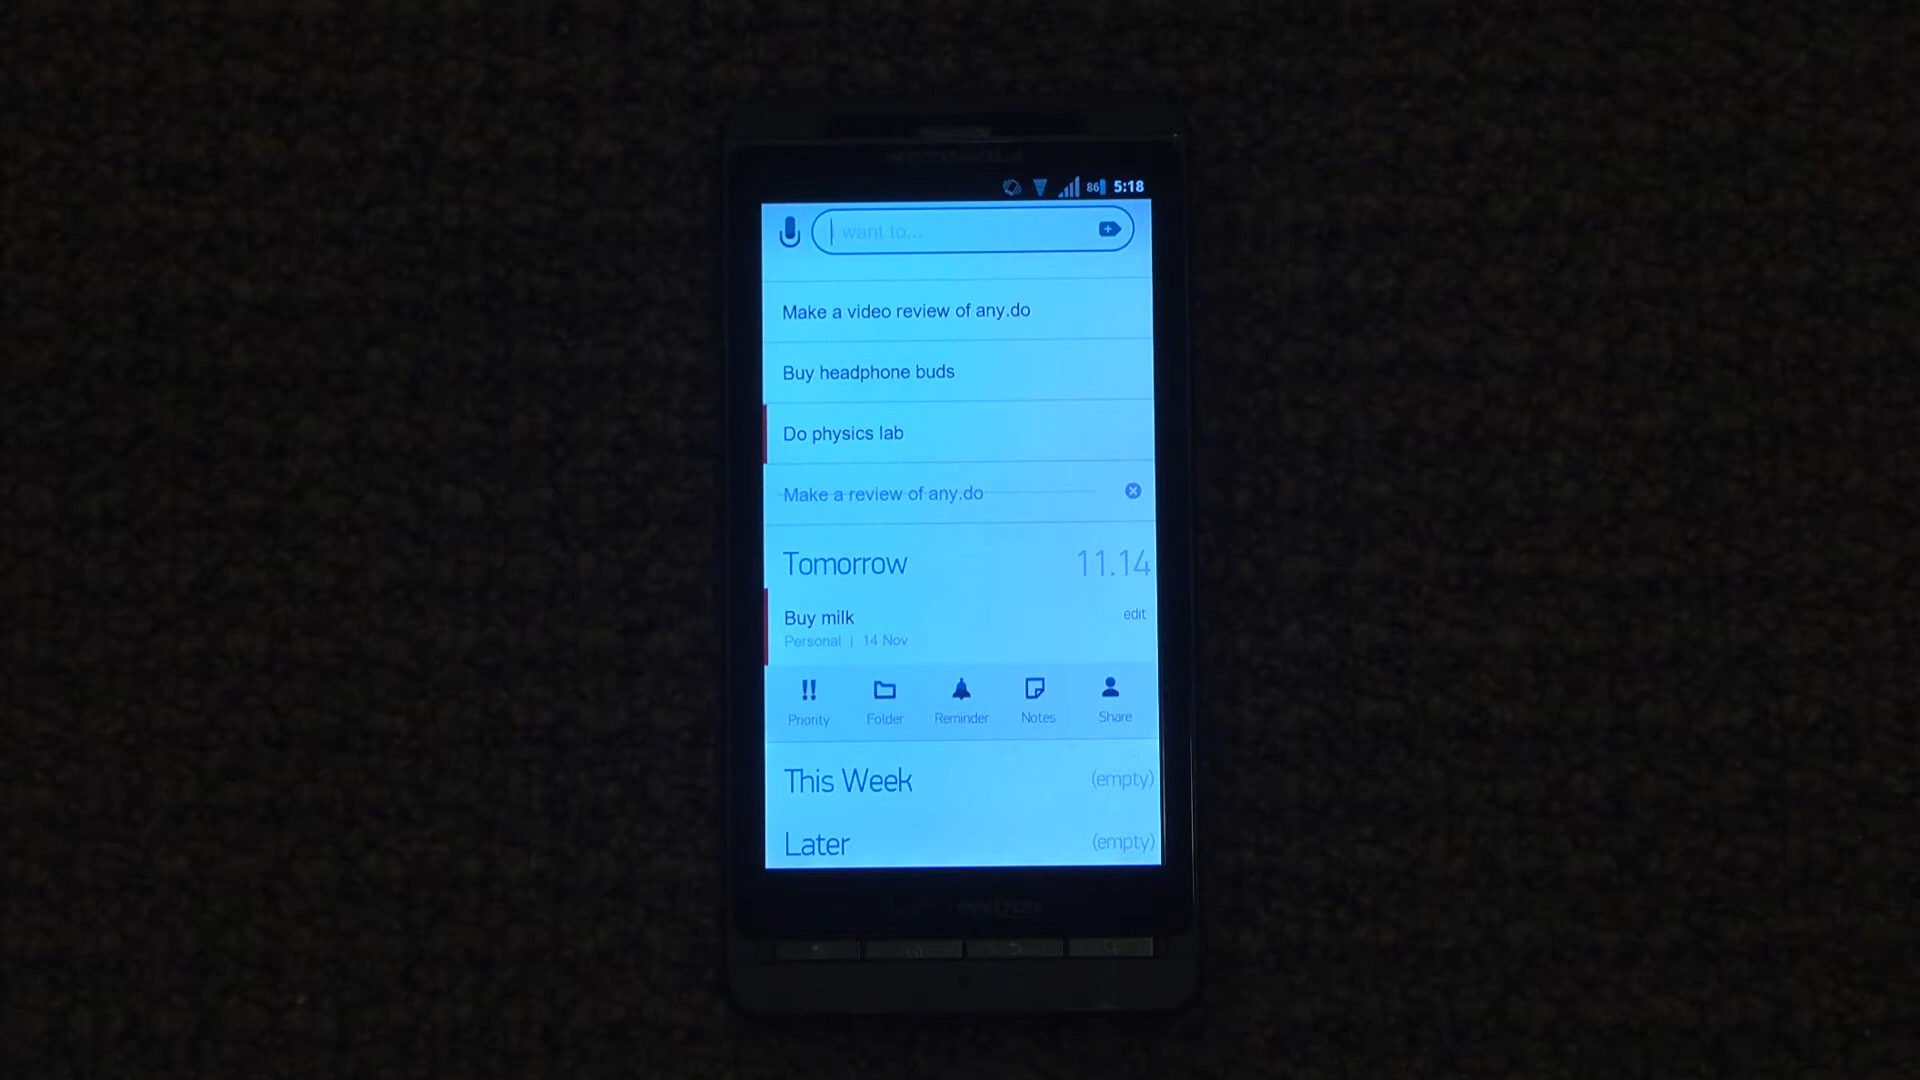 86 5:18
I want to...
Make a video review of any.do
Buy headphone buds
Do physics lab
Make a review of any.do
Tomorrow 11.14
Buy milk edit
Personal | 14 Nov
Priority Folder Reminder Notes Share
This Week (empty)
Later (empty)